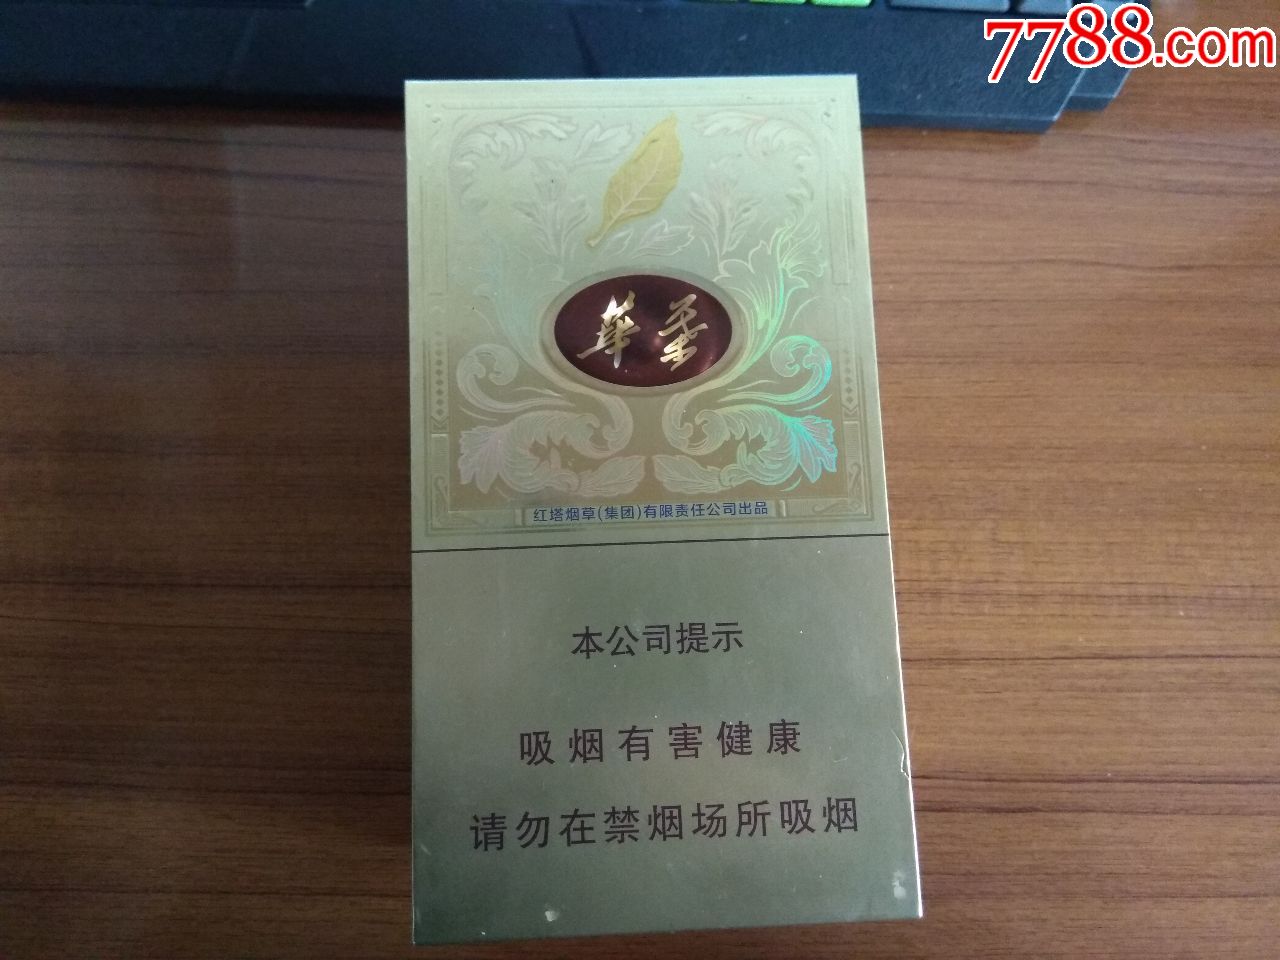 7788.com
華葉
红塔烟草(集团)有限责任公司出品
本公司提示
吸烟有害健康
请勿在禁烟场所吸烟